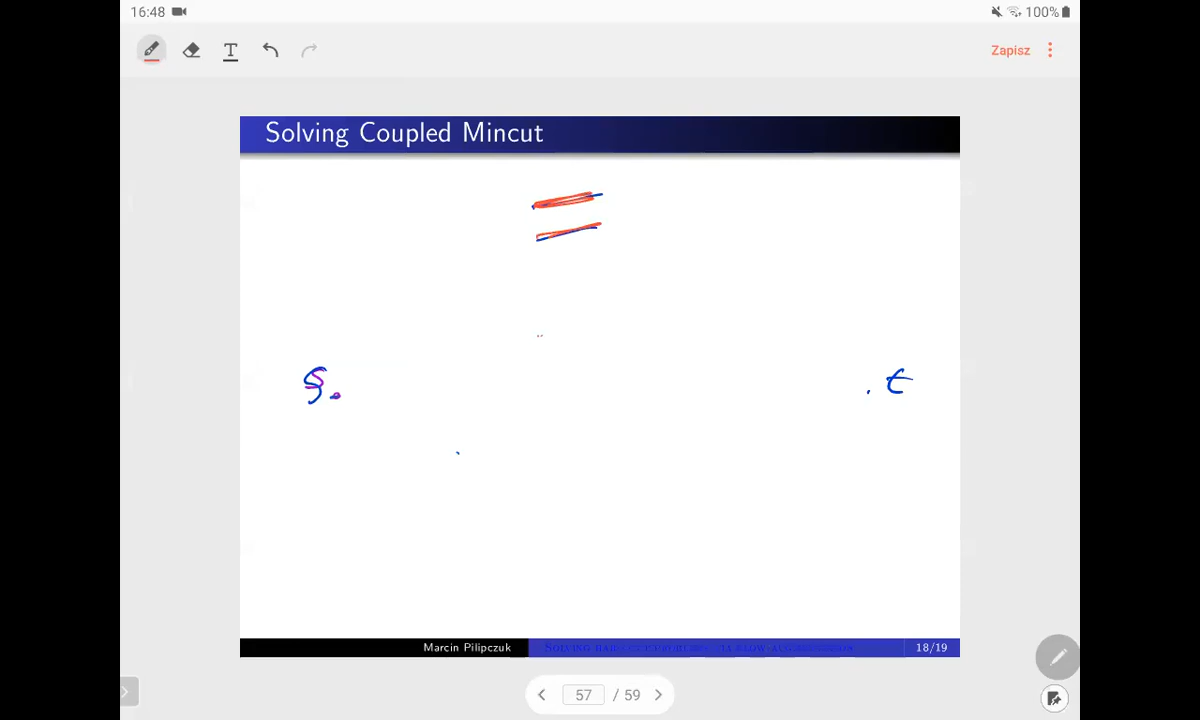 16:48 100%
T Zapisz
Solving Coupled Mincut
s. .t
Marcin Pilipczuk 18/19
57 / 59